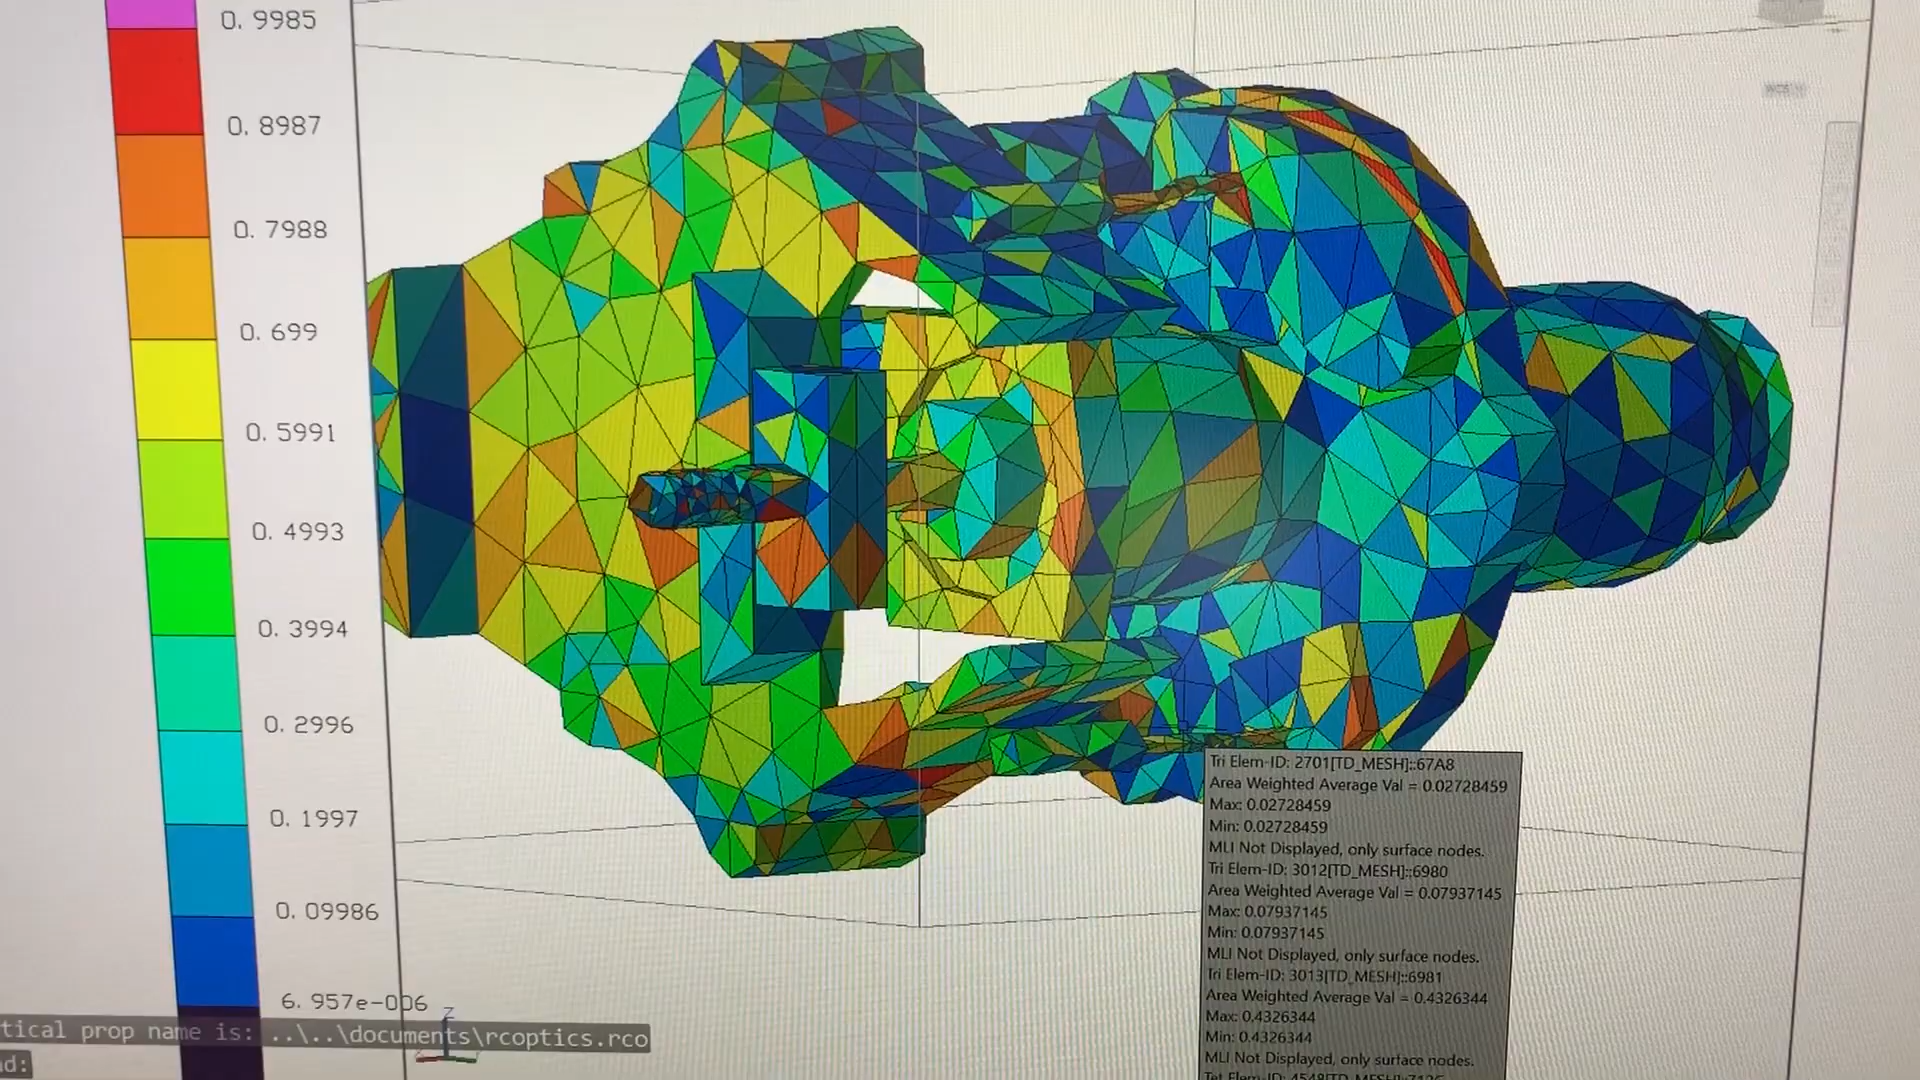 0. 9985
0. 8987
0. 7988
0. 699
0. 5991
0. 4993
0. 3994
0. 2996
0. 1997
0. 09986
6. 957e-006
Z
tical prop name is: ..\..\documents\rcoptics.rco
nd:
Tri Elem-ID: 2701[TD_MESH]::67A8
Area Weighted Average Val = 0.02728459
Max: 0.02728459
Min: 0.02728459
MLI Not Displayed, only surface nodes.
Tri Elem-ID: 3012[TD_MESH]::6980
Area Weighted Average Val = 0.07937145
Max: 0.07937145
Min: 0.07937145
MLI Not Displayed, only surface nodes.
Tri Elem-ID: 3013[TD_MESH]::6981
Area Weighted Average Val = 0.4326344
Max: 0.4326344
Min: 0.4326344
MLI Not Displayed, only surface nodes.